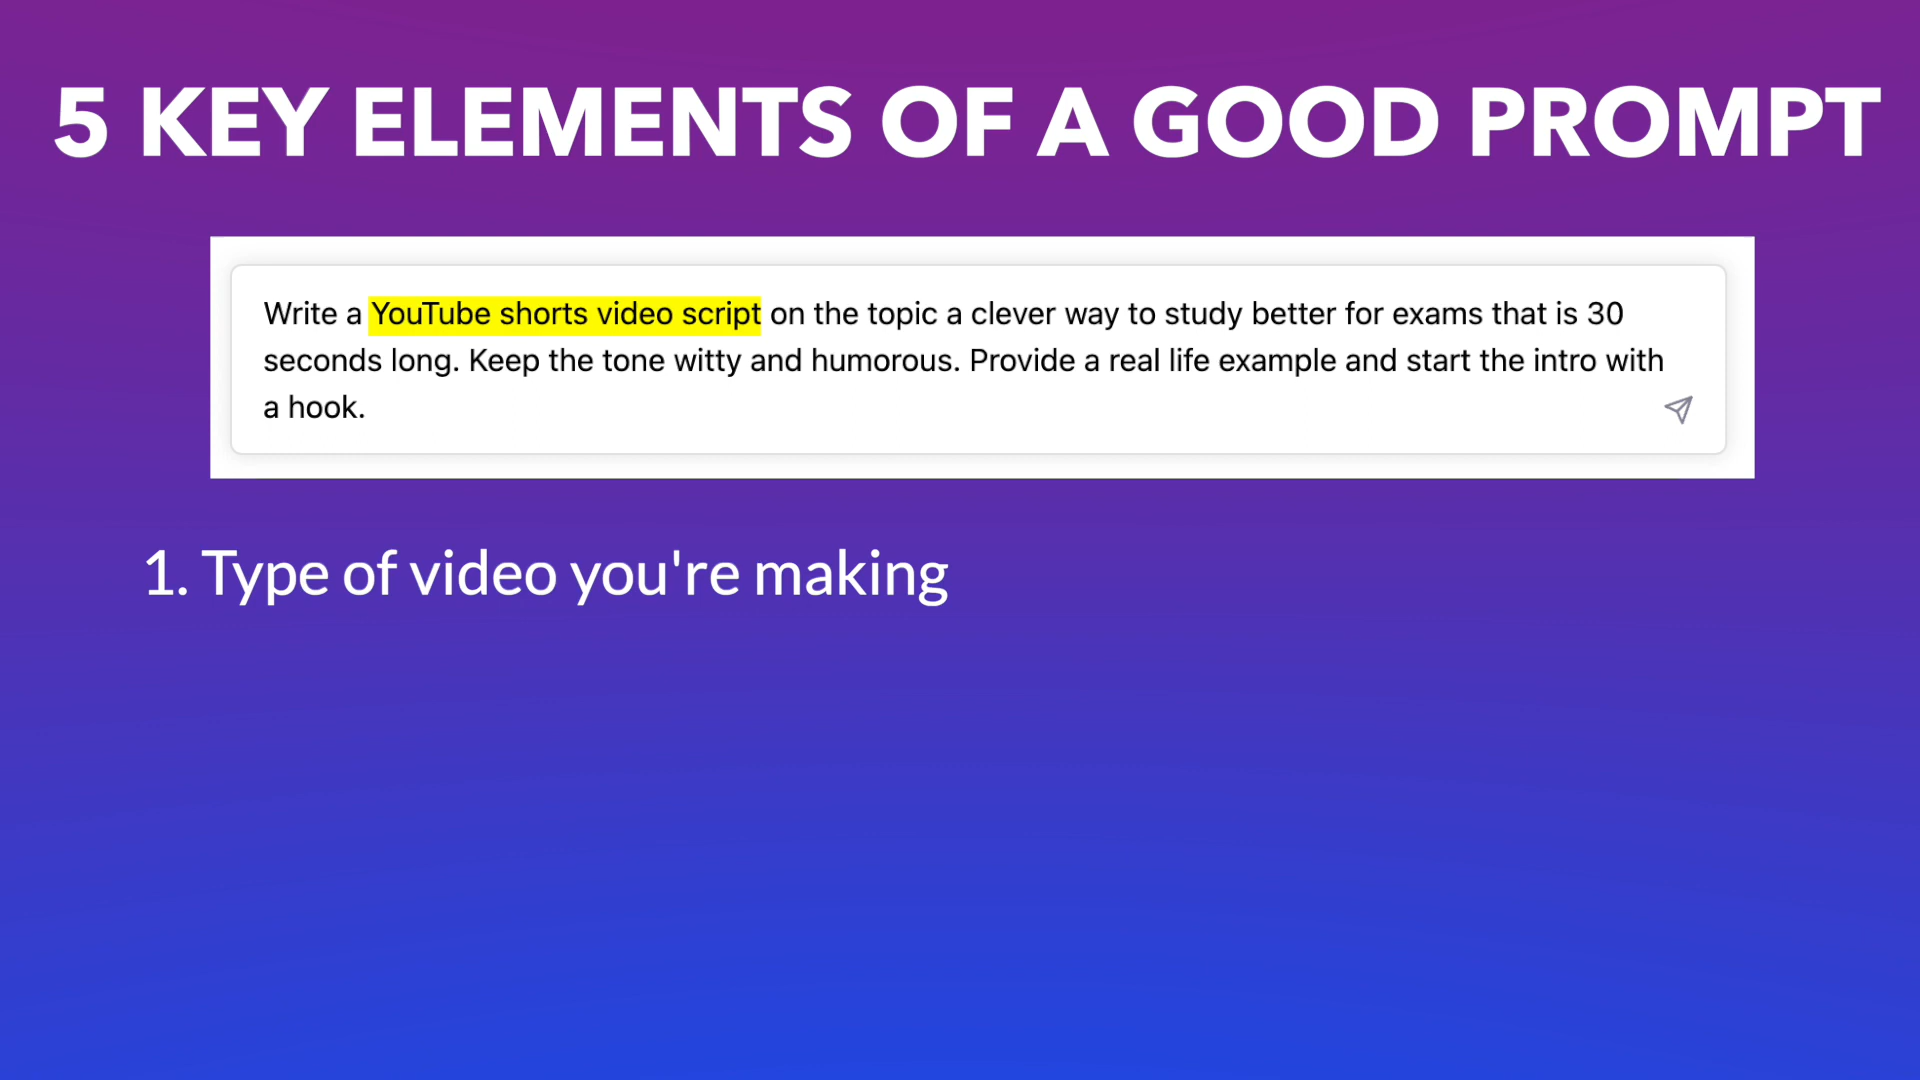 5 KEY ELEMENTS OF A GOOD PROMPT
Write a YouTube shorts video script on the topic a clever way to study better for exams that is 30
seconds long. Keep the tone witty and humorous. Provide a real life example and start the intro with
a hook.
1. Type of video you're making